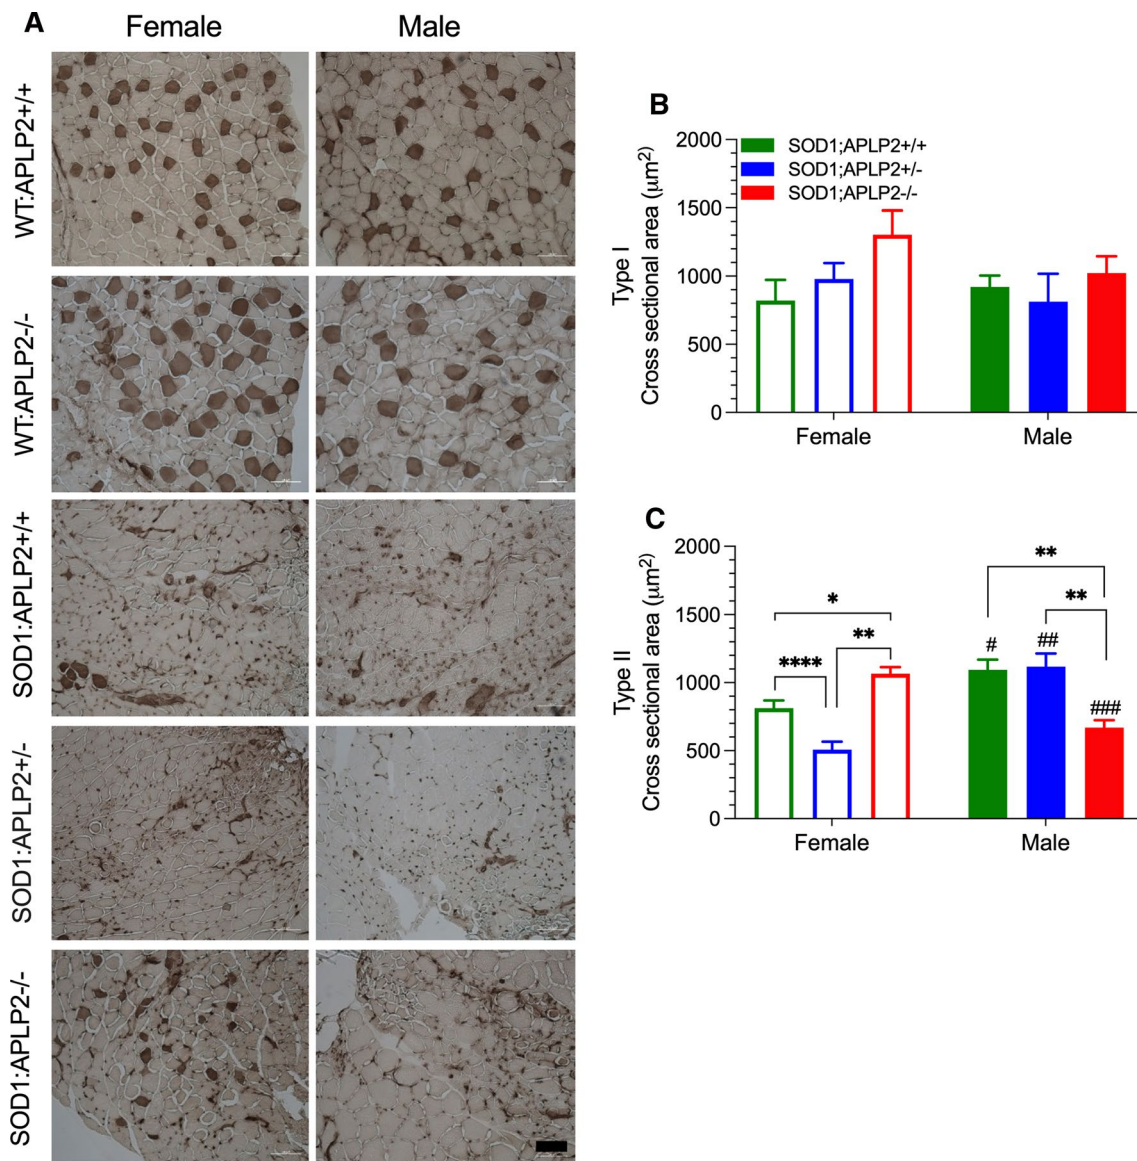 A
Female
Male
WT:APLP2+/+
WT:APLP2-/-
SOD1:APLP2+/+
SOD1:APLP2+/-
SOD1:APLP2-/-
B
SOD1;APLP2+/+
SOD1;APLP2+/-
SOD1;APLP2-/-
Type I
Cross sectional area (μm²)
2000
1500
1000
500
0
Female
Male
C
Type II
Cross sectional area (μm²)
2000
1500
1000
500
0
**
*
**
**
****
#
##
###
Female
Male